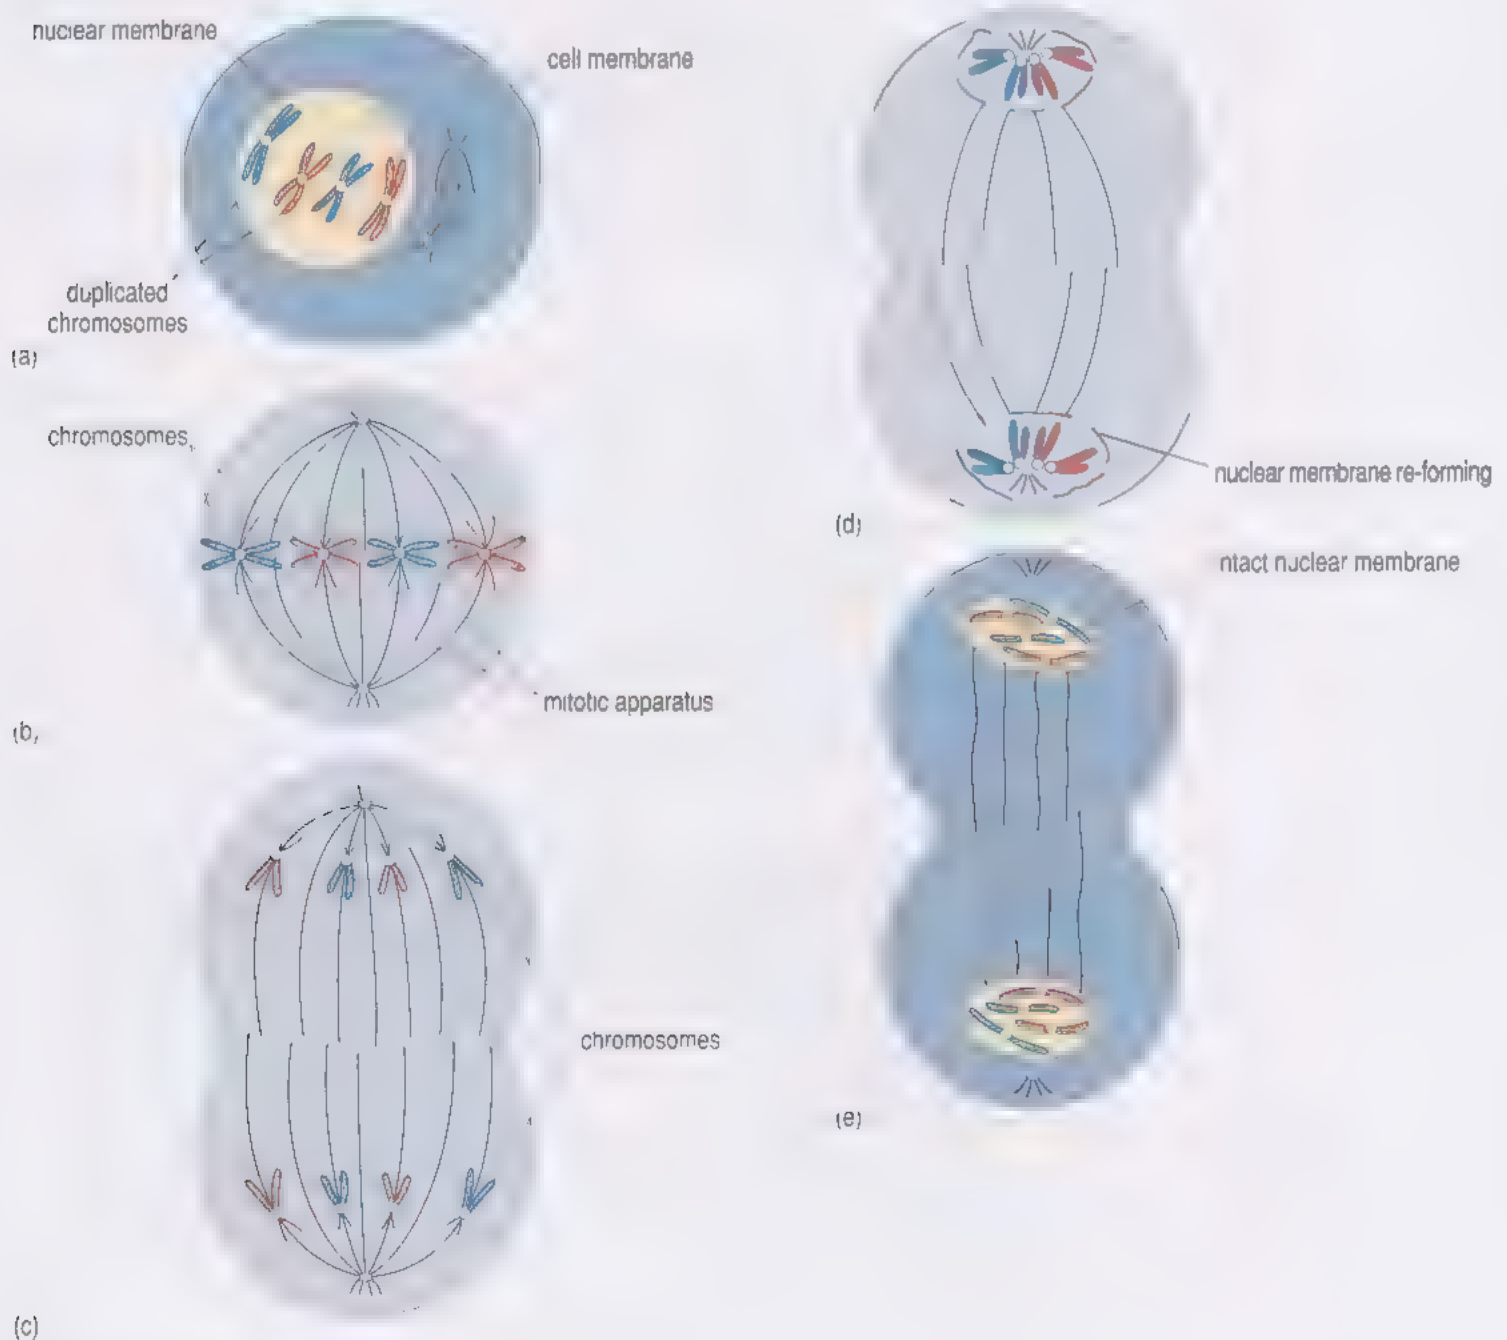 nuclear membrane
cell membrane
duplicated
chromosomes
(a)
chromosomes
mitotic apparatus
(b)
chromosomes
(c)
nuclear membrane re-forming
(d)
ntact nuclear membrane
(e)